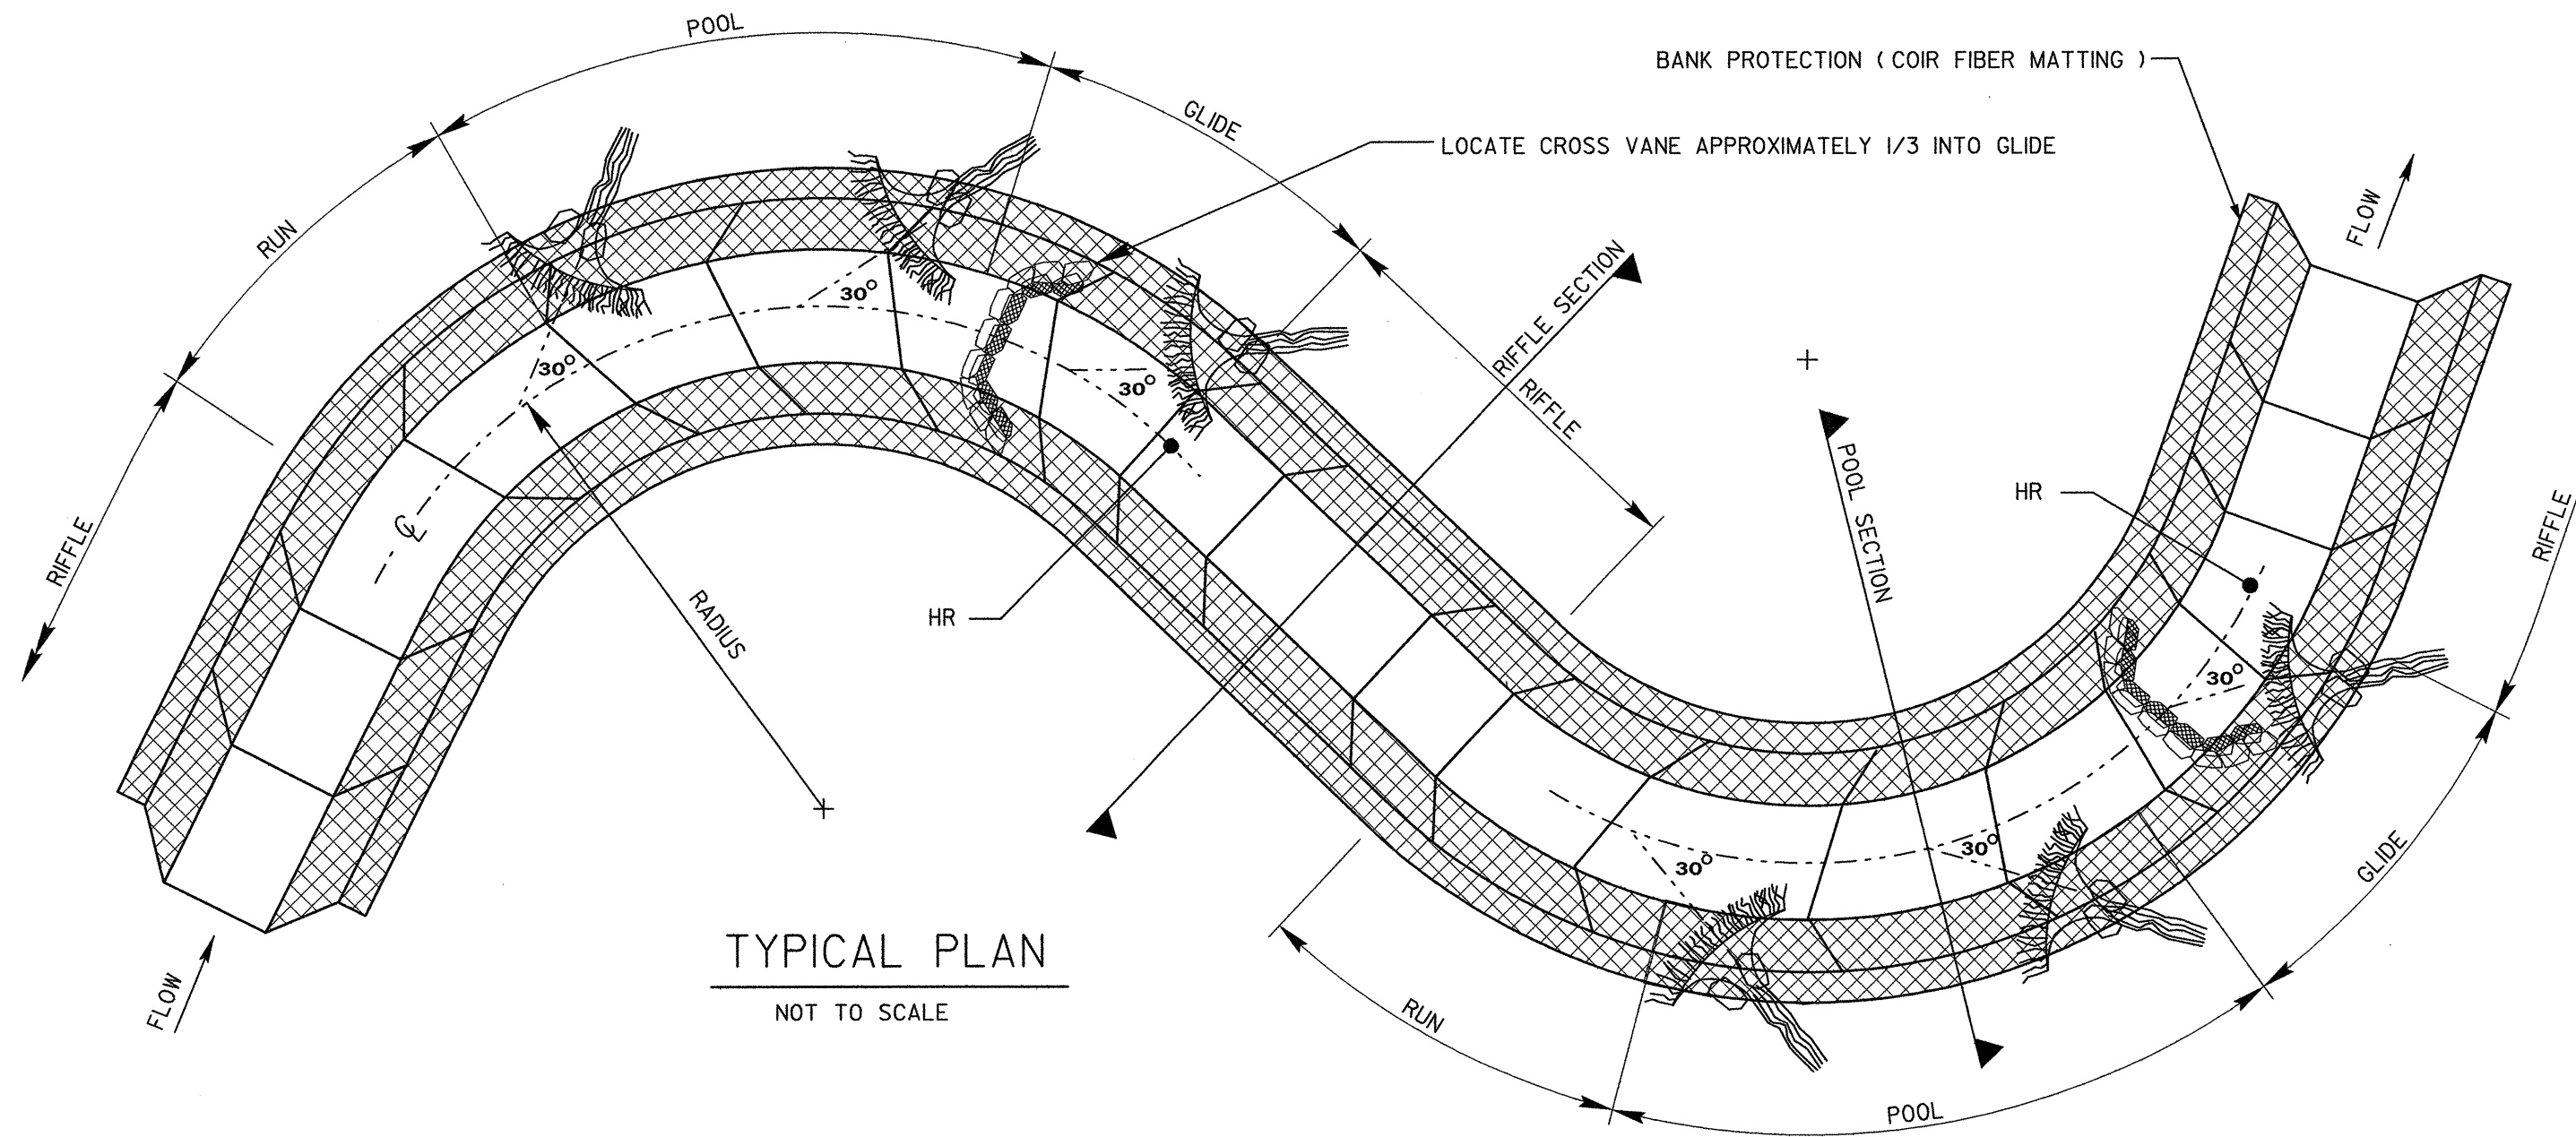 POOL
BANK PROTECTION ( COIR FIBER MATTING )
GLIDE
LOCATE CROSS VANE APPROXIMATELY 1/3 INTO GLIDE
RUN
FLOW
RIFFLE SECTION
30°
30°
30°
RIFFLE
POOL SECTION
HR
RIFFLE
℄
RIFFLE
HR
RADIUS
30°
30°
30°
GLIDE
TYPICAL PLAN
NOT TO SCALE
FLOW
RUN
POOL